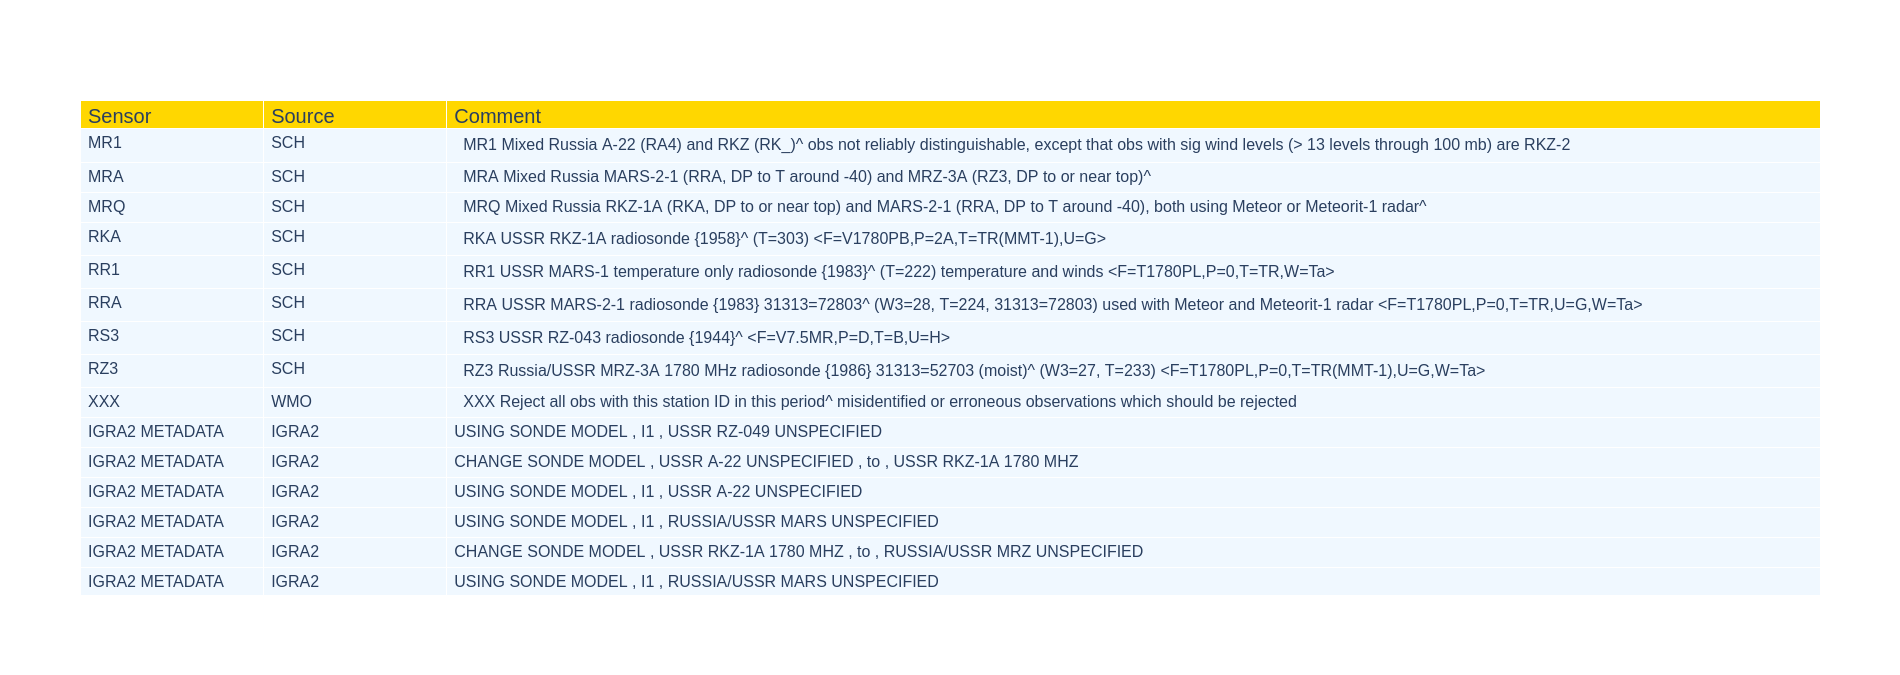 Sensor Source Comment
MR1 SCH MR1 Mixed Russia A-22 (RA4) and RKZ (RK_)^ obs not reliably distinguishable, except that obs with sig wind levels (> 13 levels through 100 mb) are RKZ-2
MRA SCH MRA Mixed Russia MARS-2-1 (RRA, DP to T around -40) and MRZ-3A (RZ3, DP to or near top)^
MRQ SCH MRQ Mixed Russia RKZ-1A (RKA, DP to or near top) and MARS-2-1 (RRA, DP to T around -40), both using Meteor or Meteorit-1 radar^
RKA SCH RKA USSR RKZ-1A radiosonde {1958}^ (T=303) <F=V1780PB,P=2A,T=TR(MMT-1),U=G>
RR1 SCH RR1 USSR MARS-1 temperature only radiosonde {1983}^ (T=222) temperature and winds <F=T1780PL,P=0,T=TR,W=Ta>
RRA SCH RRA USSR MARS-2-1 radiosonde {1983} 31313=72803^ (W3=28, T=224, 31313=72803) used with Meteor and Meteorit-1 radar <F=T1780PL,P=0,T=TR,U=G,W=Ta>
RS3 SCH RS3 USSR RZ-043 radiosonde {1944}^ <F=V7.5MR,P=D,T=B,U=H>
RZ3 SCH RZ3 Russia/USSR MRZ-3A 1780 MHz radiosonde {1986} 31313=52703 (moist)^ (W3=27, T=233) <F=T1780PL,P=0,T=TR(MMT-1),U=G,W=Ta>
XXX WMO XXX Reject all obs with this station ID in this period^ misidentified or erroneous observations which should be rejected
IGRA2 METADATA IGRA2 USING SONDE MODEL , I1 , USSR RZ-049 UNSPECIFIED
IGRA2 METADATA IGRA2 CHANGE SONDE MODEL , USSR A-22 UNSPECIFIED , to , USSR RKZ-1A 1780 MHZ
IGRA2 METADATA IGRA2 USING SONDE MODEL , I1 , USSR A-22 UNSPECIFIED
IGRA2 METADATA IGRA2 USING SONDE MODEL , I1 , RUSSIA/USSR MARS UNSPECIFIED
IGRA2 METADATA IGRA2 CHANGE SONDE MODEL , USSR RKZ-1A 1780 MHZ , to , RUSSIA/USSR MRZ UNSPECIFIED
IGRA2 METADATA IGRA2 USING SONDE MODEL , I1 , RUSSIA/USSR MARS UNSPECIFIED